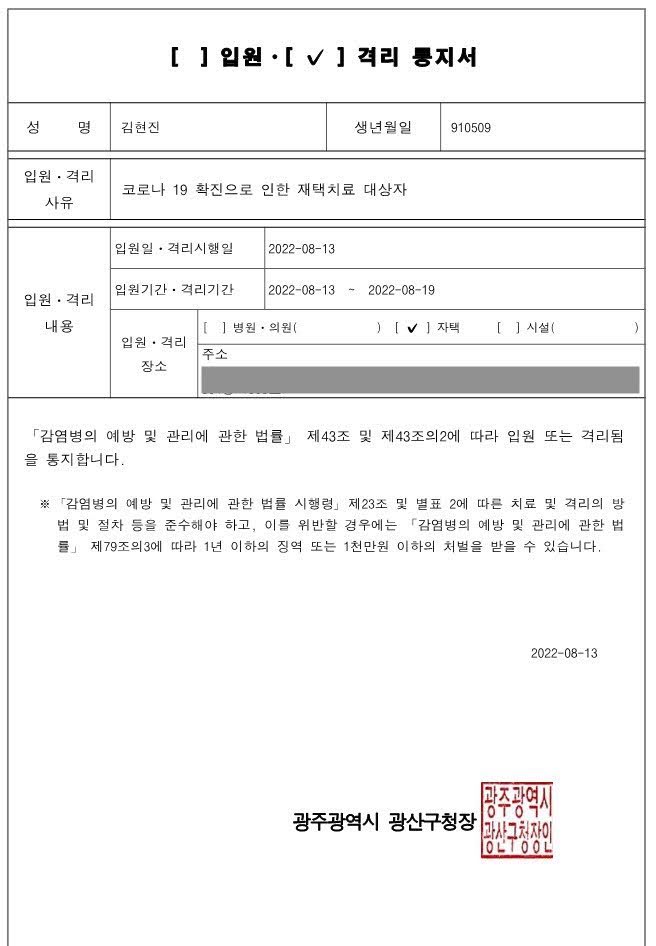 [ ] 입원·[ ✓ ] 격리 통지서
성 명 김현진 생년월일 910509
입원·격리
사유
코로나 19 확진으로 인한 재택치료 대상자
입원·격리
내용
입원일·격리시행일 2022-08-13
입원기간·격리기간 2022-08-13 ~ 2022-08-19
입원·격리
장소
[ ] 병원·의원( ) [ ✓ ] 자택 [ ] 시설( )
주소
「감염병의 예방 및 관리에 관한 법률」 제43조 및 제43조의2에 따라 입원 또는 격리됨
을 통지합니다.
※ 「감염병의 예방 및 관리에 관한 법률 시행령」 제23조 및 별표 2에 따른 치료 및 격리의 방
법 및 절차 등을 준수해야 하고, 이를 위반할 경우에는 「감염병의 예방 및 관리에 관한 법
률」 제79조의3에 따라 1년 이하의 징역 또는 1천만원 이하의 처벌을 받을 수 있습니다.
2022-08-13
광주광역시 광산구청장
광주광역시
광산구청장인